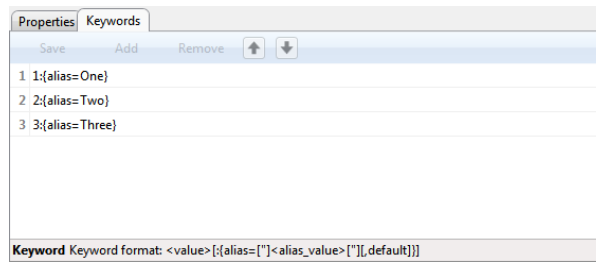 Properties Keywords
Save Add Remove
1 1:{alias=One}
2 2:{alias=Two}
3 3:{alias=Three}
Keyword Keyword format: <value>[:{alias=["]<alias_value>["][,default]}]